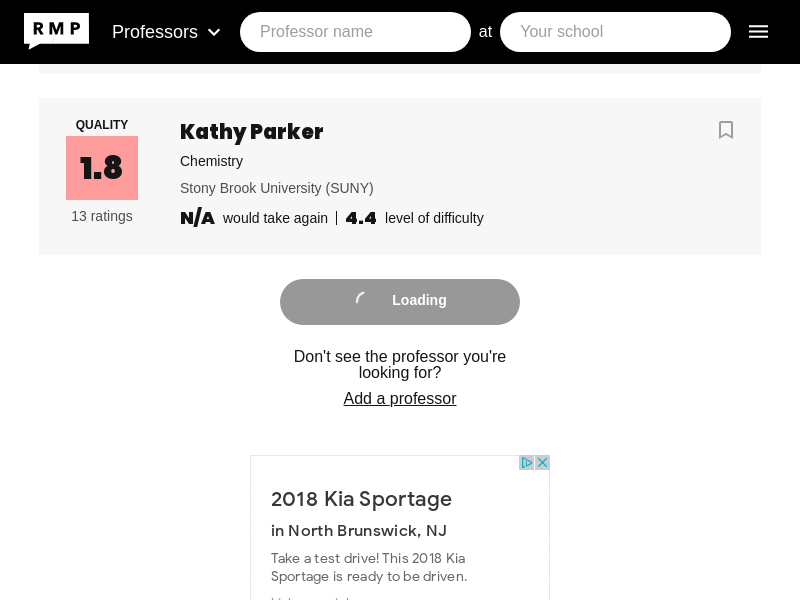 RMP
Professors
Professor name
at
Your school
QUALITY
1.8
13 ratings
Kathy Parker
Chemistry
Stony Brook University (SUNY)
N/A would take again | 4.4 level of difficulty
Loading
Don't see the professor you're
looking for?
Add a professor
2018 Kia Sportage
in North Brunswick, NJ
Take a test drive! This 2018 Kia
Sportage is ready to be driven.